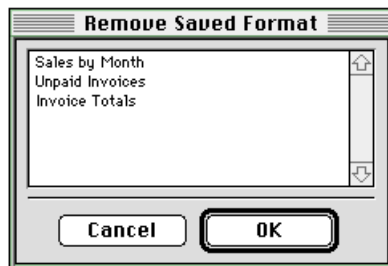 Remove Saved Format
Sales by Month
Unpaid Invoices
Invoice Totals
Cancel
OK